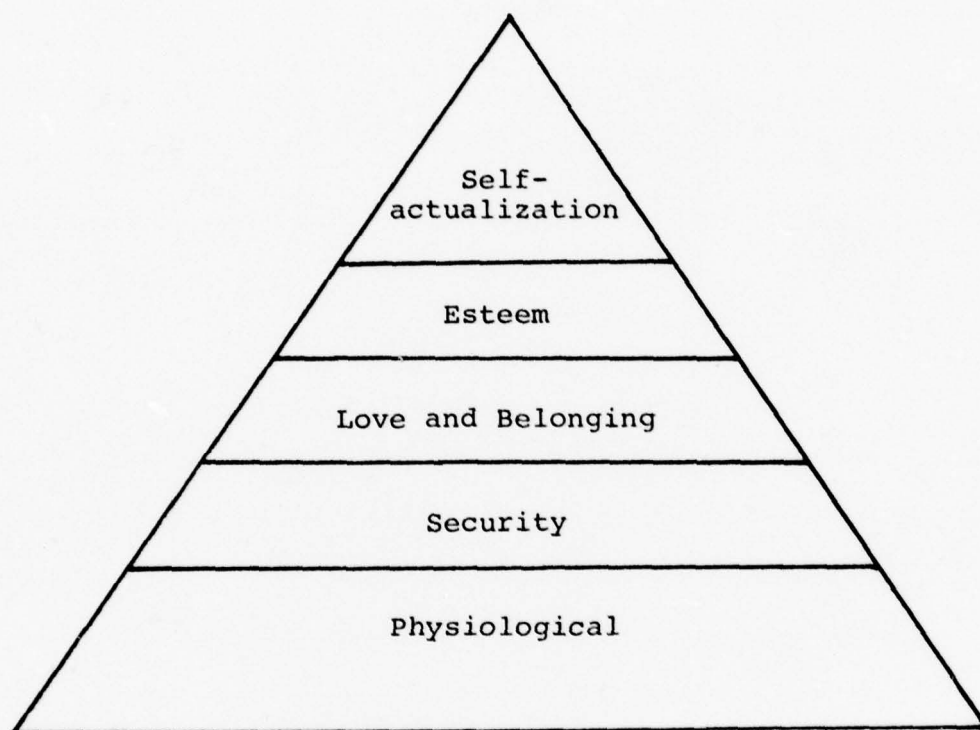 Self-
actualization
Esteem
Love and Belonging
Security
Physiological